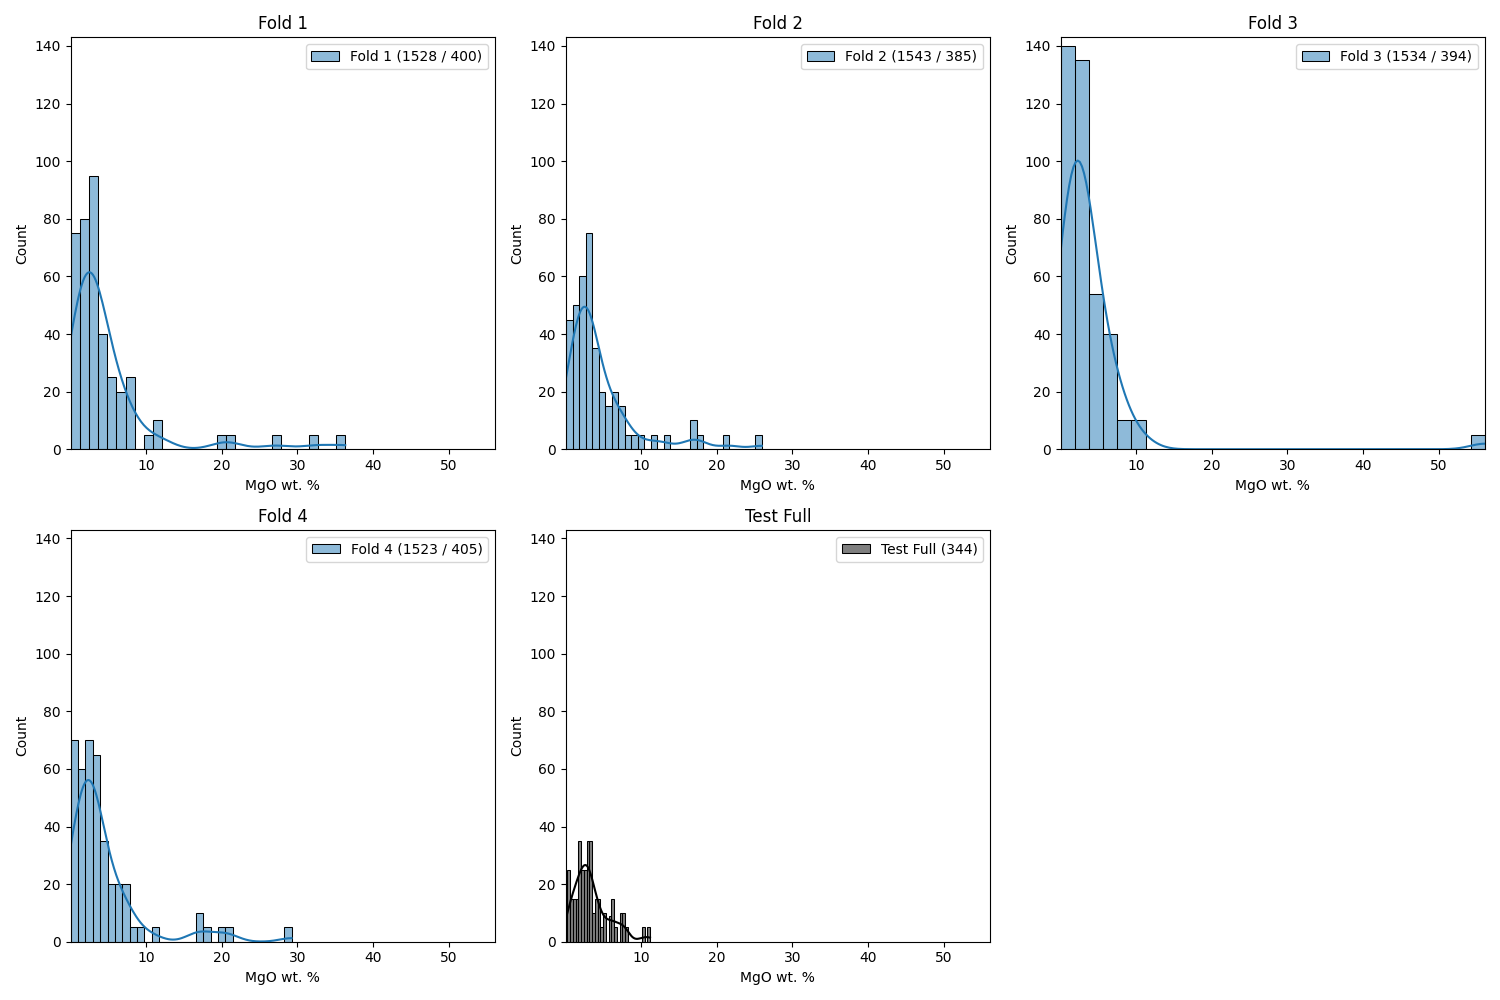 Fold 1
Fold 1 (1528 / 400)
140
120
100
80
60
40
20
0
Count
10 20 30 40 50
MgO wt. %
Fold 2
Fold 2 (1543 / 385)
140
120
100
80
60
40
20
0
Count
10 20 30 40 50
MgO wt. %
Fold 3
Fold 3 (1534 / 394)
140
120
100
80
60
40
20
0
Count
10 20 30 40 50
MgO wt. %
Fold 4
Fold 4 (1523 / 405)
140
120
100
80
60
40
20
0
Count
10 20 30 40 50
MgO wt. %
Test Full
Test Full (344)
140
120
100
80
60
40
20
0
Count
10 20 30 40 50
MgO wt. %